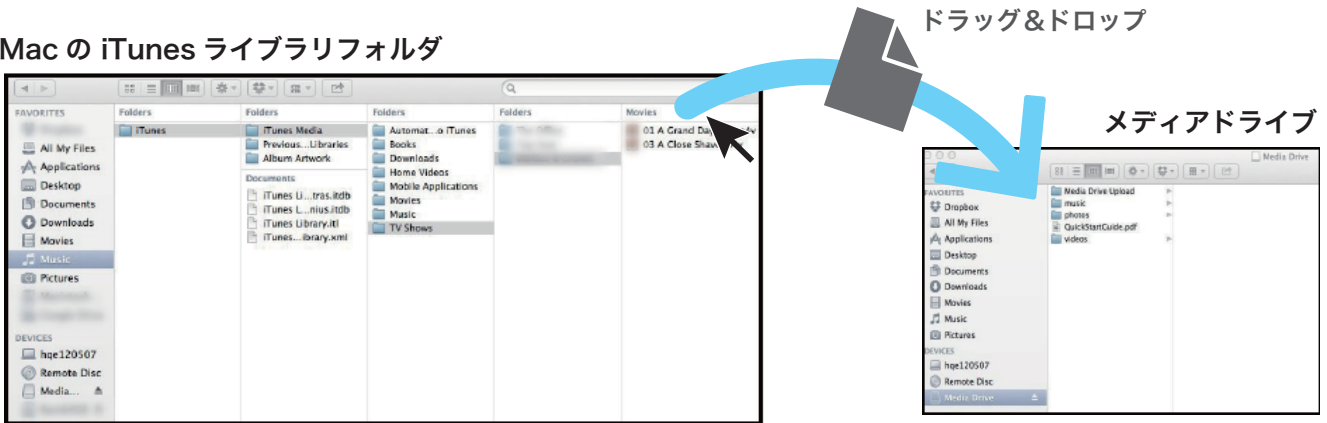 ドラッグ&ドロップ
Mac の iTunes ライブラリフォルダ
FAVORITES
All My Files
Applications
Desktop
Documents
Downloads
Movies
Music
Pictures
DEVICES
hqe120507
Remote Disc
Media...
Folders
iTunes
Folders
iTunes Media
Previous...Libraries
Album Artwork
Documents
iTunes Li...tras.itdb
iTunes L...nius.itdb
iTunes Library.itl
iTunes...ibrary.xml
Folders
Automat...o iTunes
Books
Downloads
Home Videos
Mobile Applications
Movies
Music
TV Shows
Folders
Movies
01 A Grand Day
03 A Close Shav
メディアドライブ
Media Drive
FAVORITES
Dropbox
All My Files
Applications
Desktop
Documents
Downloads
Movies
Music
Pictures
DEVICES
hqe120507
Remote Disc
Media Drive
Media Drive Upload
music
photos
QuickStartGuide.pdf
videos